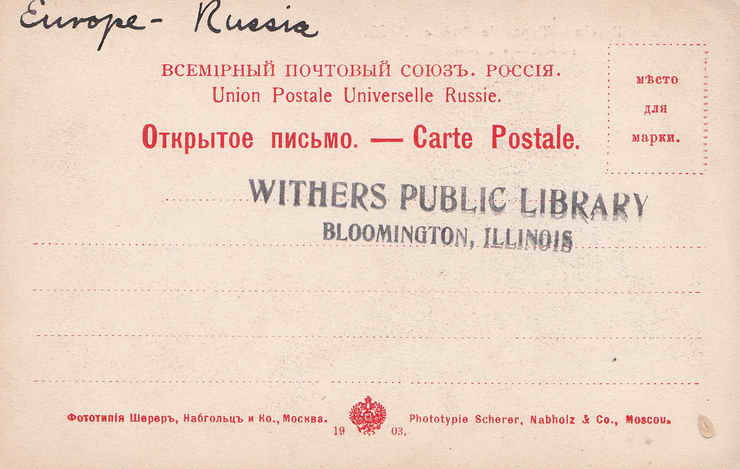 Europe - Russia
ВСЕМІРНЫЙ ПОЧТОВЫЙ СОЮЗЪ. РОССІЯ.
Union Postale Universelle Russie.
Открытое письмо. — Carte Postale.
мѣсто
для
марки.
WITHERS PUBLIC LIBRARY
BLOOMINGTON, ILLINOIS
Фототипія Шереръ, Набгольцъ и Ко., Москва. Phototypie Scherer, Nabholz & Co., Moscou.
19 03.